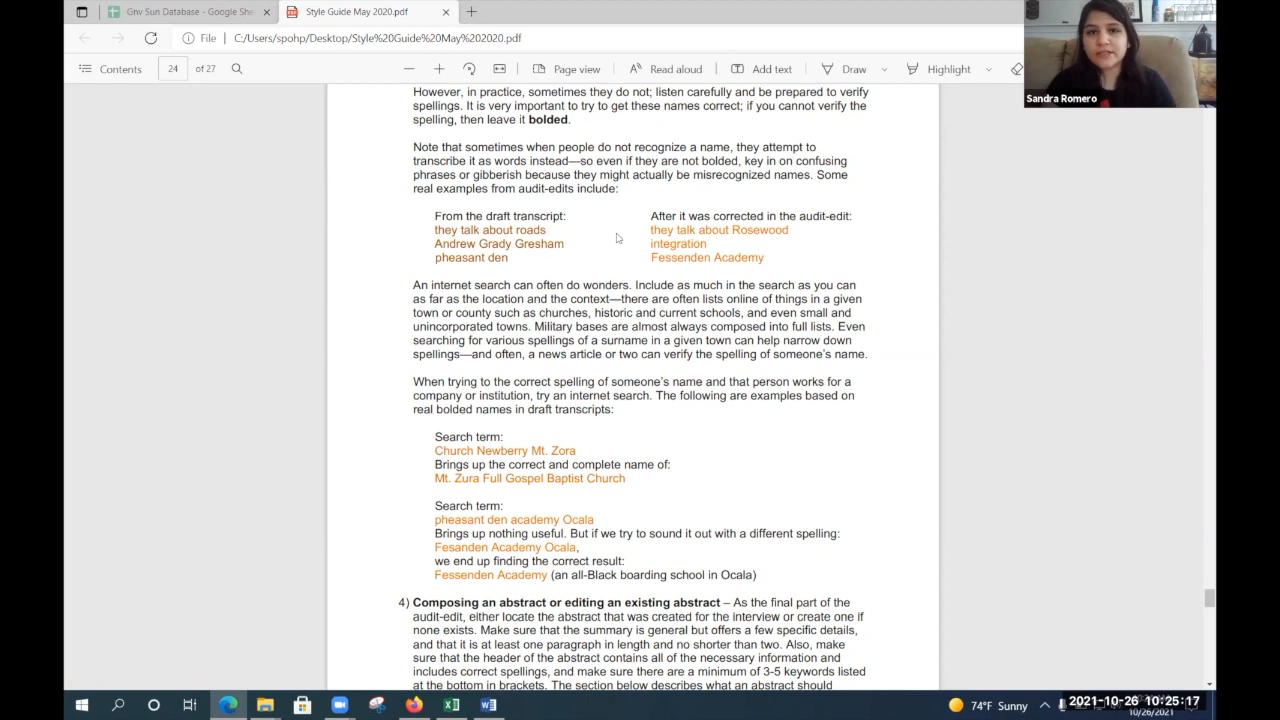 Gnv Sun Database - Google She
Style Guide May 2020.pdf
File
C:/Users/spohp/Desktop/Style%20Guide%20May%202020.pdf
Contents
24
of 27
Page view
Read aloud
Add text
Draw
Highlight
Sandra Romero
However, in practice, sometimes they do not; listen carefully and be prepared to verify
spellings. It is very important to try to get these names correct; if you cannot verify the
spelling, then leave it bolded.
Note that sometimes when people do not recognize a name, they attempt to
transcribe it as words instead—so even if they are not bolded, key in on confusing
phrases or gibberish because they might actually be misrecognized names. Some
real examples from audit-edits include:
From the draft transcript:
they talk about roads
Andrew Grady Gresham
pheasant den
After it was corrected in the audit-edit:
they talk about Rosewood
integration
Fessenden Academy
An internet search can often do wonders. Include as much in the search as you can
as far as the location and the context—there are often lists online of things in a given
town or county such as churches, historic and current schools, and even small and
unincorporated towns. Military bases are almost always composed into full lists. Even
searching for various spellings of a surname in a given town can help narrow down
spellings—and often, a news article or two can verify the spelling of someone's name.
When trying to the correct spelling of someone's name and that person works for a
company or institution, try an internet search. The following are examples based on
real bolded names in draft transcripts:
Search term:
Church Newberry Mt. Zora
Brings up the correct and complete name of:
Mt. Zura Full Gospel Baptist Church
Search term:
pheasant den academy Ocala
Brings up nothing useful. But if we try to sound it out with a different spelling:
Fesanden Academy Ocala,
we end up finding the correct result:
Fessenden Academy (an all-Black boarding school in Ocala)
4) Composing an abstract or editing an existing abstract – As the final part of the
audit-edit, either locate the abstract that was created for the interview or create one if
none exists. Make sure that the summary is general but offers a few specific details,
and that it is at least one paragraph in length and no shorter than two. Also, make
sure that the header of the abstract contains all of the necessary information and
includes correct spellings, and make sure there are a minimum of 3-5 keywords listed
at the bottom in brackets. The section below describes what an abstract should
74°F Sunny
2021-10-26 10:25:17
10/26/2021